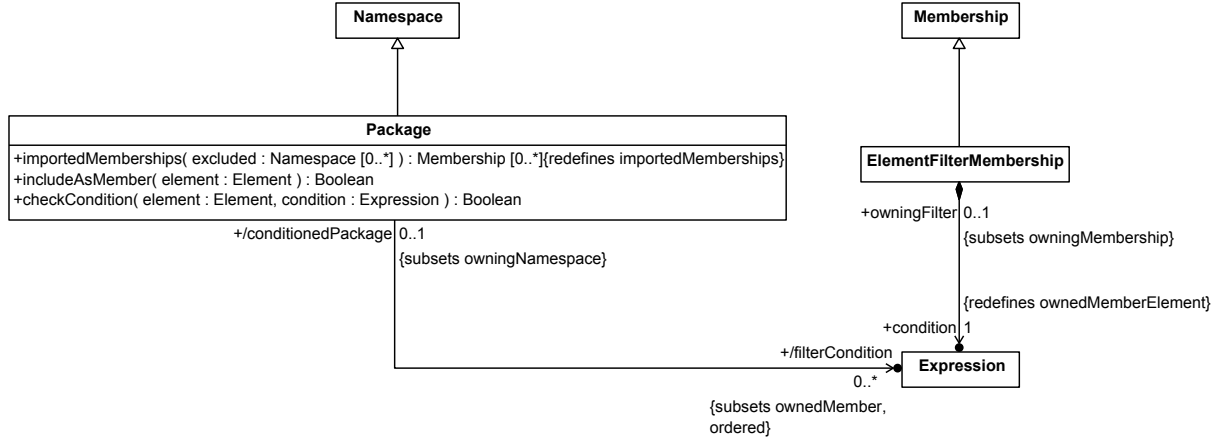 Namespace
Membership
Package
+importedMemberships( excluded : Namespace [0..*] ) : Membership [0..*]{redefines importedMemberships}
+includeAsMember( element : Element ) : Boolean
+checkCondition( element : Element, condition : Expression ) : Boolean
ElementFilterMembership
+/conditionedPackage 0..1
{subsets owningNamespace}
+owningFilter 0..1
{subsets owningMembership}
{redefines ownedMemberElement}
+condition 1
+/filterCondition
0..*
{subsets ownedMember,
ordered}
Expression